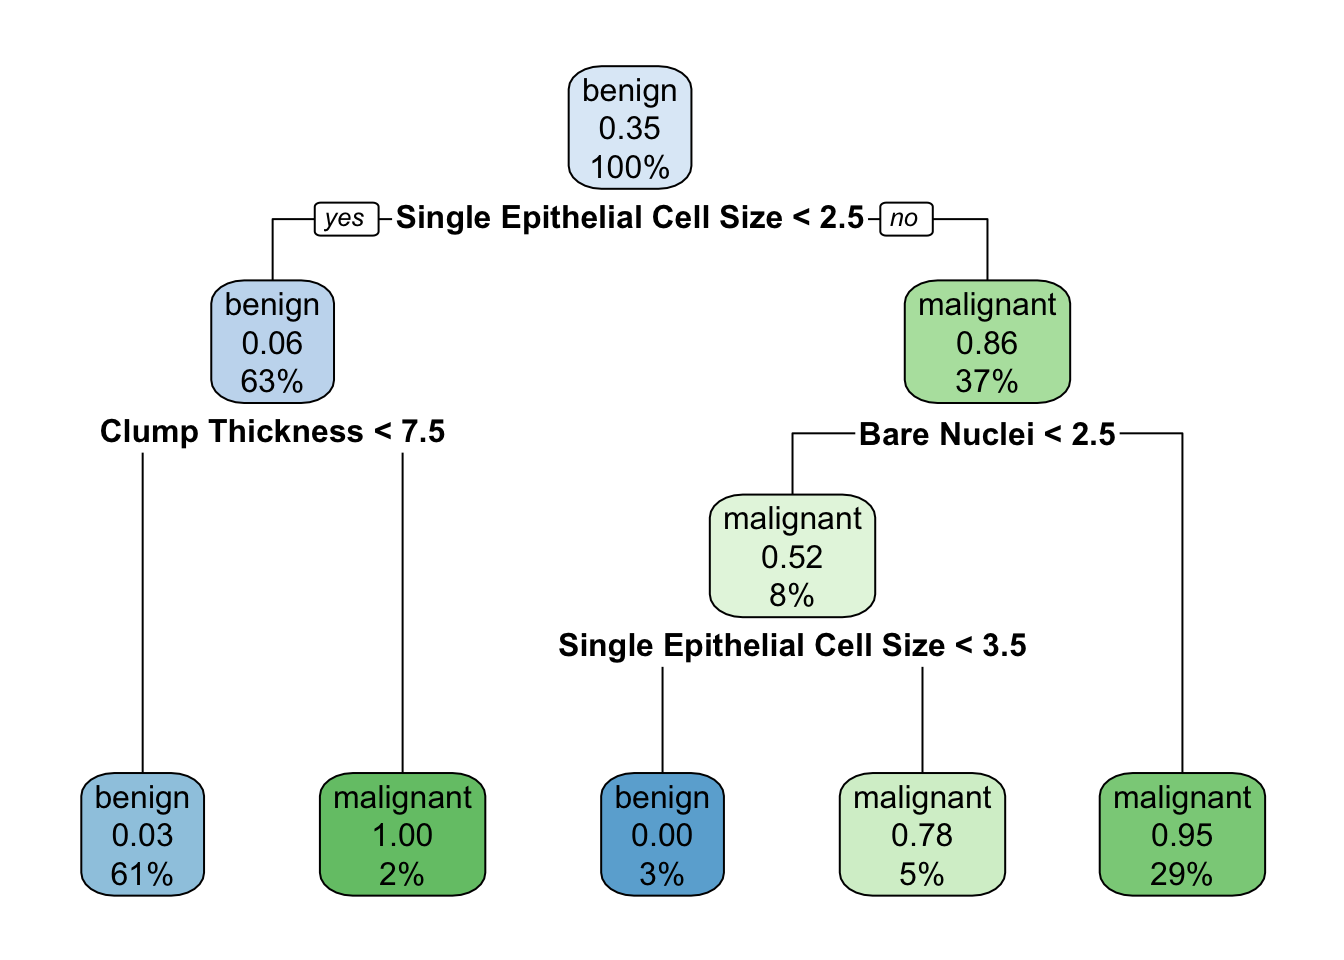 benign
0.35
100%
yes
Single Epithelial Cell Size < 2.5
no
benign
0.06
63%
malignant
0.86
37%
Clump Thickness < 7.5
Bare Nuclei < 2.5
malignant
0.52
8%
Single Epithelial Cell Size < 3.5
benign
0.03
61%
malignant
1.00
2%
benign
0.00
3%
malignant
0.78
5%
malignant
0.95
29%